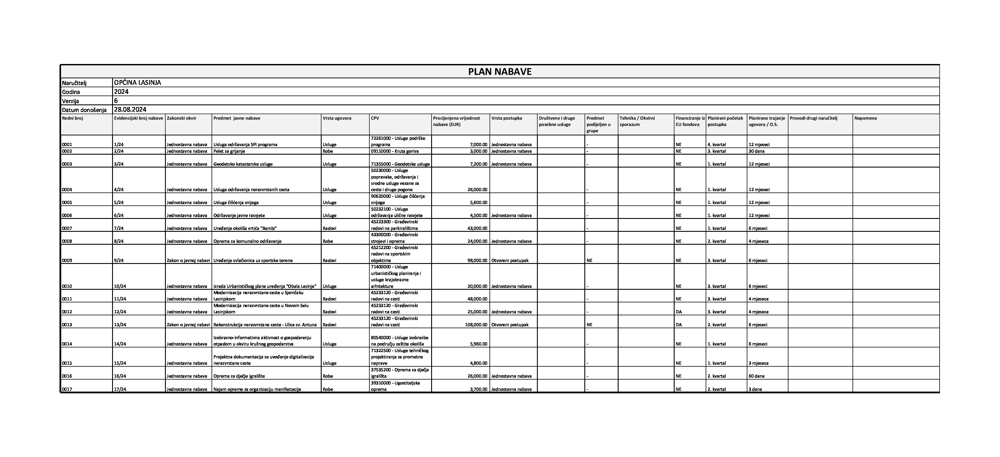 PLAN NABAVE
Naručitelj OPĆINA LASINJA
Godina 2024
Verzija 6
Datum donošenja 28.08.2024
Redni broj Evidencijski broj nabave Zakonski okvir Predmet javne nabave Vrsta ugovora CPV Procijenjena vrijednost nabave (EUR) Vrsta postupka Društvene i druge posebne usluge Predmet podijeljen u grupe Tehnika / Okvirni sporazum Financiranje iz EU fondova Planirani početak postupka Planirano trajanje ugovora / O.S. Provodi drugi naručitelj Napomena
0001 1/24 Jednostavna nabava Usluga održavanja SPI programa Usluge 72261000 - Usluge podrške programa 7,000.00 Jednostavna nabava - NE 4. kvartal 12 mjeseci
0002 2/24 Jednostavna nabava Pelet za grijanje Robe 09110000 - Kruta goriva 3,000.00 Jednostavna nabava - NE 3. kvartal 30 dana
0003 3/24 Jednostavna nabava Geodetsko katastarske usluge Usluge 71355000 - Geodetske usluge 7,200.00 Jednostavna nabava - NE 1. kvartal 12 mjeseci
0004 4/24 Jednostavna nabava Usluga održavanja nerazvrstanih cesta Usluge 50230000 - Usluge popravaka, održavanja i srodne usluge vezane za ceste i druge pogone 26,000.00 - NE 1. kvartal 12 mjeseci
0005 5/24 Jednostavna nabava Usluga čišćenja snijega Usluge 90620000 - Usluge čišćenja snijega 5,600.00 - NE 1. kvartal 12 mjeseci
0006 6/24 Jednostavna nabava Održavanje javne rasvjete Usluge 50232100 - Usluge održavanja ulične rasvjete 4,500.00 Jednostavna nabava - NE 1. kvartal 12 mjeseci
0007 7/24 Jednostavna nabava Uređenje okoliša vrtića "Bambi" Radovi 45223300 - Građevinski radovi na parkiralištima 43,000.00 - NE 1. kvartal 6 mjeseci
0008 8/24 Jednostavna nabava Oprema za komunalno održavanje Robe 43300000 - Građevinski strojevi i oprema 24,000.00 Jednostavna nabava - NE 2. kvartal 4 mjeseca
0009 9/24 Zakon o javnoj nabavi Uređenje svlačionica uz sportske terene Radovi 45212200 - Građevinski radovi na sportskim objektima 98,000.00 Otvoreni postupak NE NE 3. kvartal 6 mjeseci
0010 10/24 Jednostavna nabava Izrada Urbanističkog plana uređenja "Obala Lasinje" Usluge 71400000 - Usluge urbanističkog planiranja i usluge krajobrazne arhitekture 20,000.00 Jednostavna nabava - NE 3. kvartal 6 mjeseci
0011 11/24 Jednostavna nabava Modernizacija nerazvrstane ceste u Sjeničaku Lasinjskom Radovi 45233120 - Građevinski radovi na cesti 48,000.00 - NE 3. kvartal 4 mjeseca
0012 12/24 Jednostavna nabava Modernizacija nerazvrstane ceste u Novom Selu Lasinjskom Radovi 45233120 - Građevinski radovi na cesti 25,000.00 Jednostavna nabava - DA 3. kvartal 4 mjeseca
0013 13/24 Zakon o javnoj nabavi Rekonstrukcija nerazvrstane ceste - Ulica sv. Antuna Radovi 45233120 - Građevinski radovi na cesti 108,000.00 Otvoreni postupak NE DA 2. kvartal 6 mjeseci
0014 14/24 Jednostavna nabava Izobrazno-informativna aktivnost o gospodarenju otpadom u okviru kružnog gospodarstva Usluge 80540000 - Usluge izobrazbe na području zaštite okoliša 5,960.00 - NE 1. kvartal 6 mjeseci
0015 15/24 Jednostavna nabava Projektna dokumentacija za uvođenje digitalizacije nerazvrstane ceste Usluge 71322500 - Usluge tehničkog projektiranja za prometne naprave 4,800.00 - NE 1. kvartal 3 mjeseca
0016 16/24 Jednostavna nabava Oprema za dječje igralište Robe 37535200 - Oprema za dječja igrališta 26,000.00 Jednostavna nabava - NE 2. kvartal 60 dana
0017 17/24 Jednostavna nabava Najam opreme za organizaciju manifestacije Robe 39310000 - Ugostiteljska oprema 3,700.00 Jednostavna nabava - NE 2. kvartal 3 dana